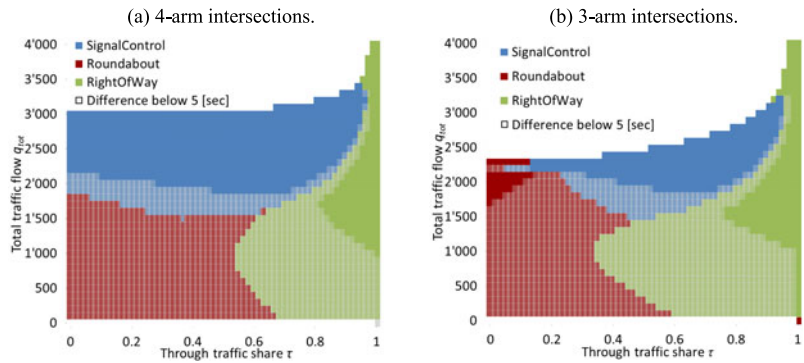 (a) 4-arm intersections.
4'000
3'500
3'000
2'500
2'000
1'500
1'000
500
0
Total traffic flow qtot
SignalControl
Roundabout
RightOfWay
Difference below 5 [sec]
0 0.2 0.4 0.6 0.8 1
Through traffic share τ
(b) 3-arm intersections.
4'000
3'500
3'000
2'500
2'000
1'500
1'000
500
0
Total traffic flow qtot
SignalControl
Roundabout
RightOfWay
Difference below 5 [sec]
0 0.2 0.4 0.6 0.8 1
Through traffic share τ